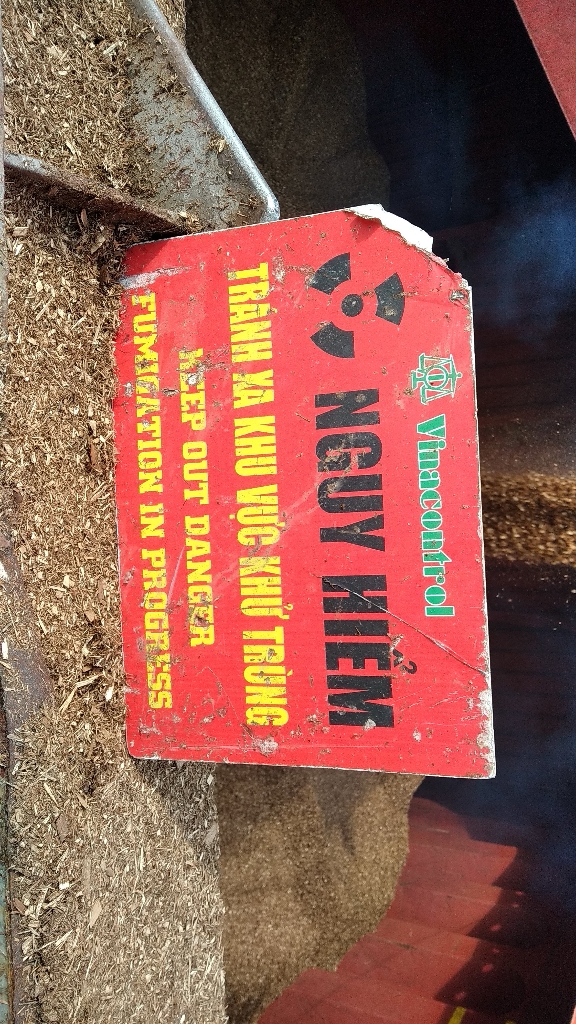 Vinacontrol
NGUY HIỂM
TRÁNH XA KHU VỰC KHỬ TRÙNG
KEEP OUT DANGER
FUMIGATION IN PROGRESS